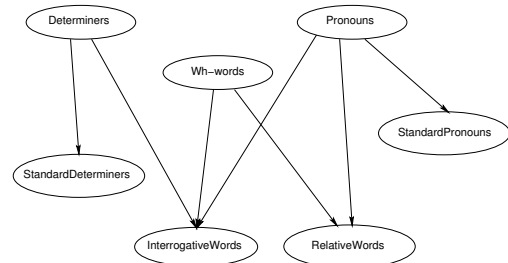 Determiners
Pronouns
Wh-words
StandardPronouns
StandardDeterminers
InterrogativeWords
RelativeWords